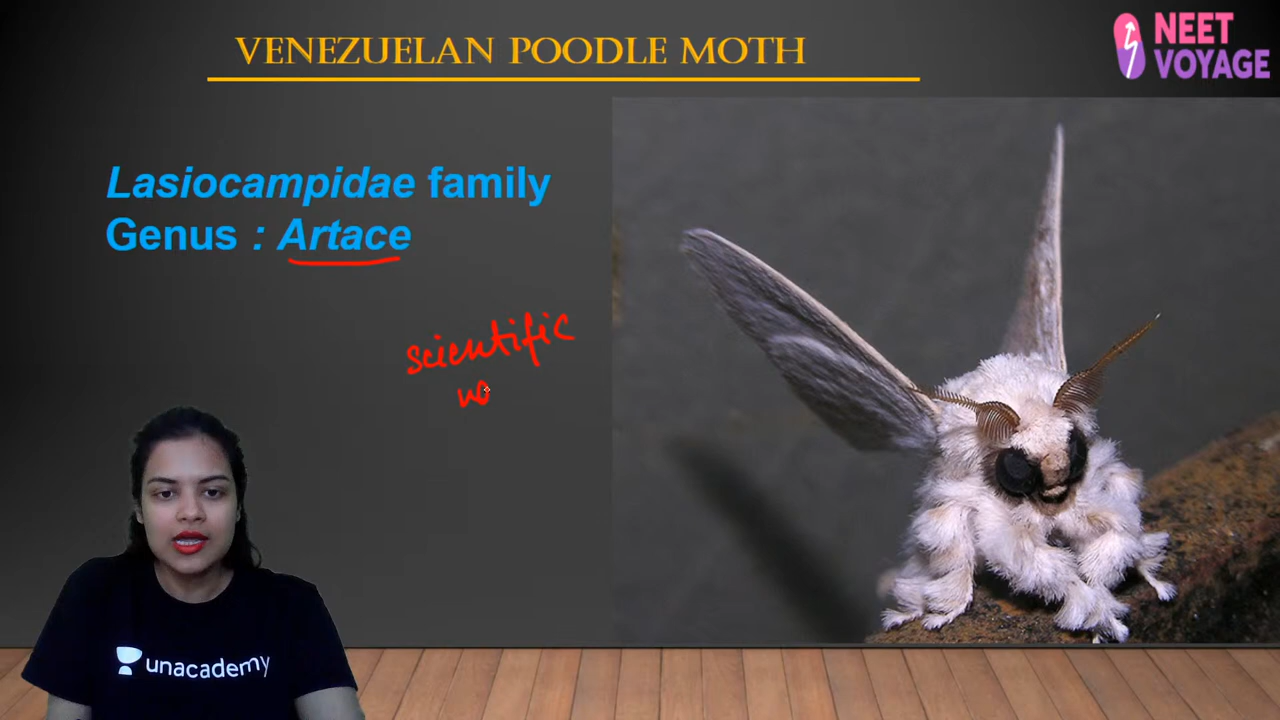 VENEZUELAN POODLE MOTH
NEET
VOYAGE
Lasiocampidae family
Genus : Artace
scientific
unacademy